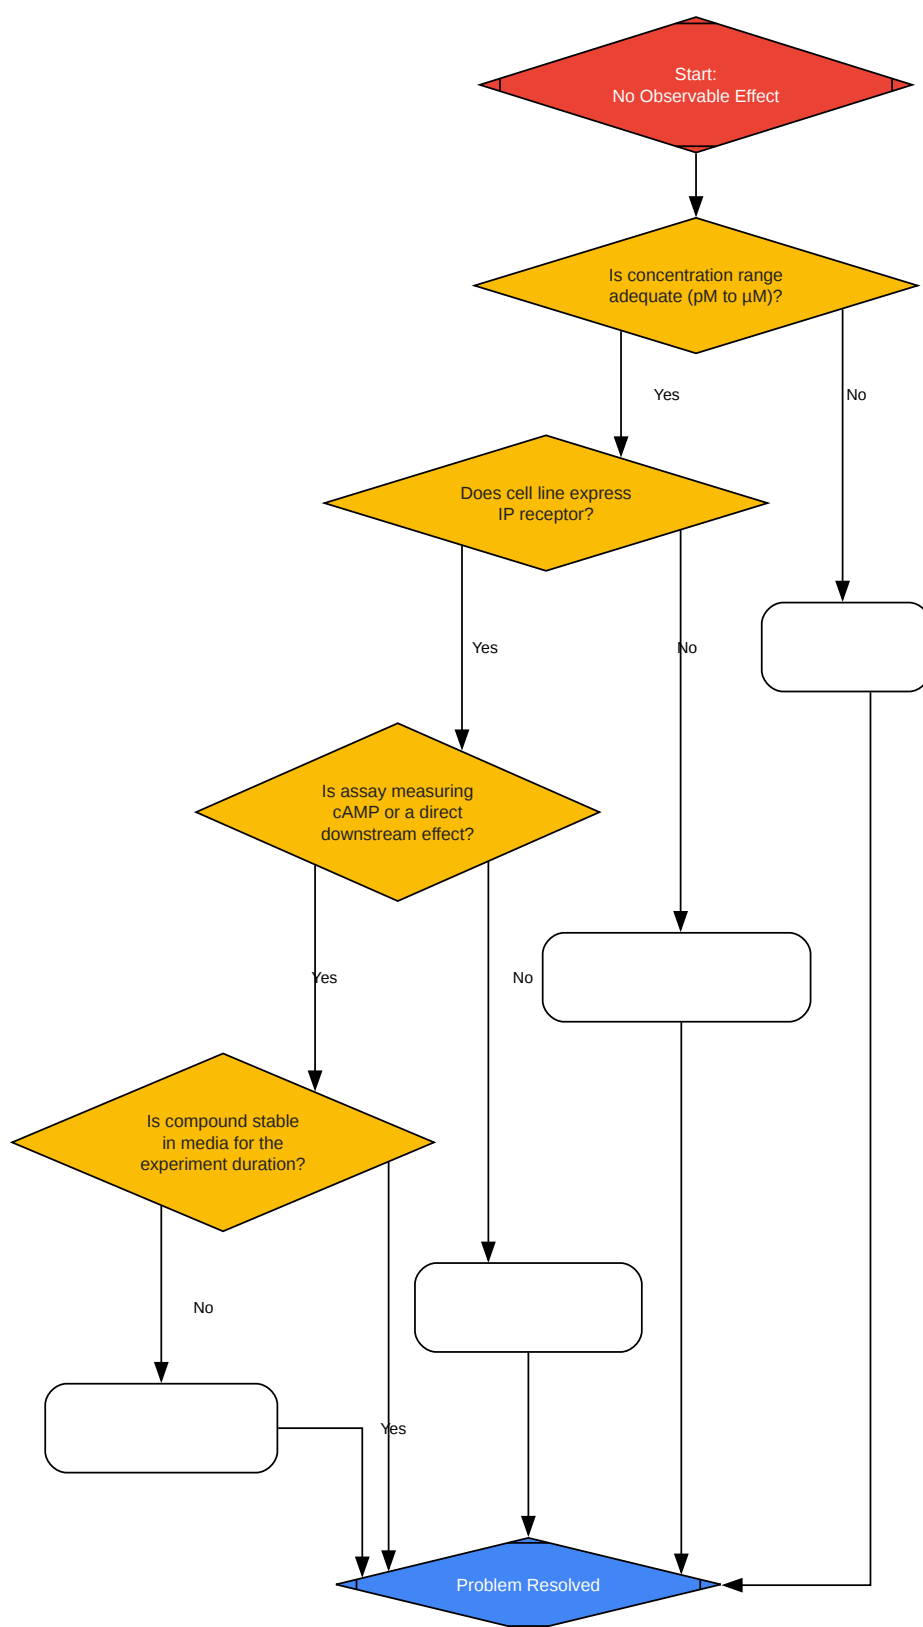 Start:
No Observable Effect
Is concentration range
adequate (pM to µM)?
Yes
No
Does cell line express
IP receptor?
Yes
No
Is assay measuring
cAMP or a direct
downstream effect?
Yes
No
Is compound stable
in media for the
experiment duration?
No
Yes
Problem Resolved